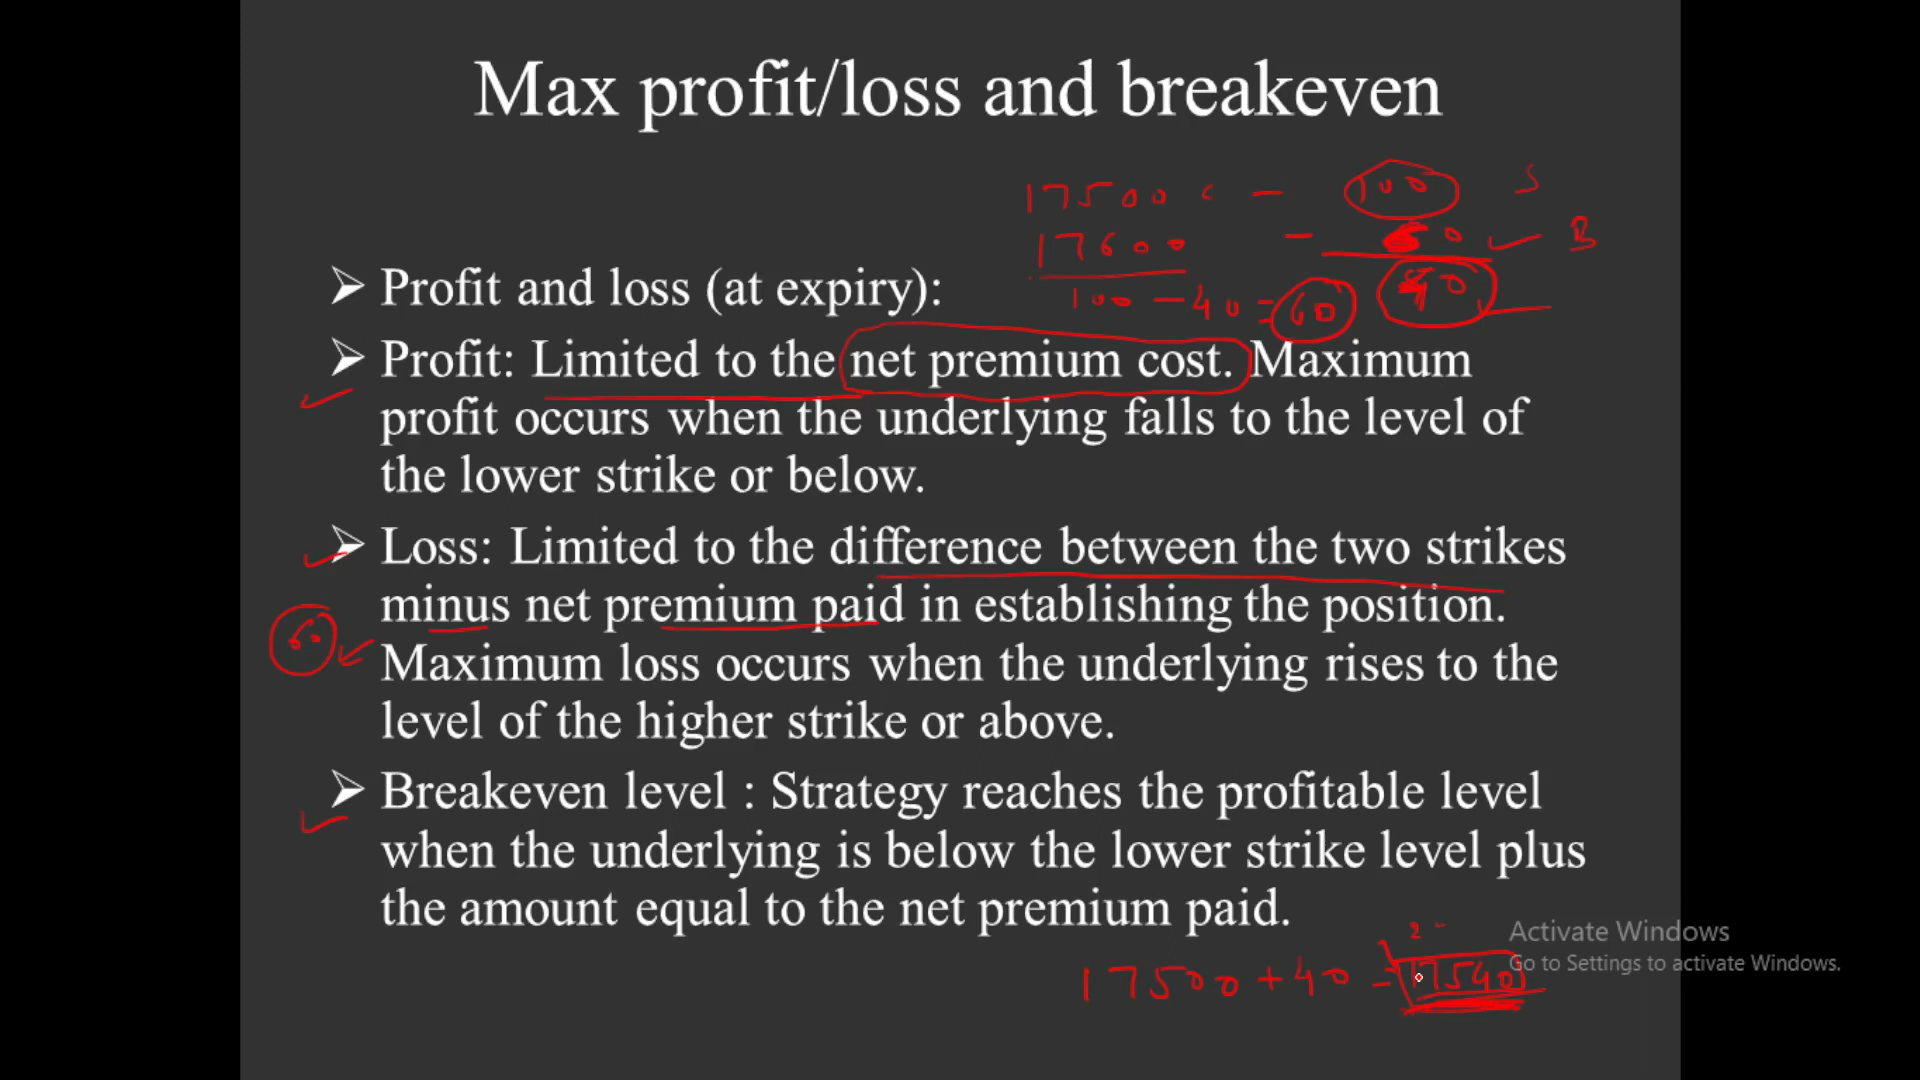 Max profit/loss and breakeven
17500 C - 100 S
17600 - 60 B
40
100 - 40 = 60
➢ Profit and loss (at expiry):
➢ Profit: Limited to the net premium cost. Maximum
profit occurs when the underlying falls to the level of
the lower strike or below.
➢ Loss: Limited to the difference between the two strikes
minus net premium paid in establishing the position.
60
Maximum loss occurs when the underlying rises to the
level of the higher strike or above.
➢ Breakeven level : Strategy reaches the profitable level
when the underlying is below the lower strike level plus
the amount equal to the net premium paid.
17500 + 40 = 17540
Activate Windows
Go to Settings to activate Windows.